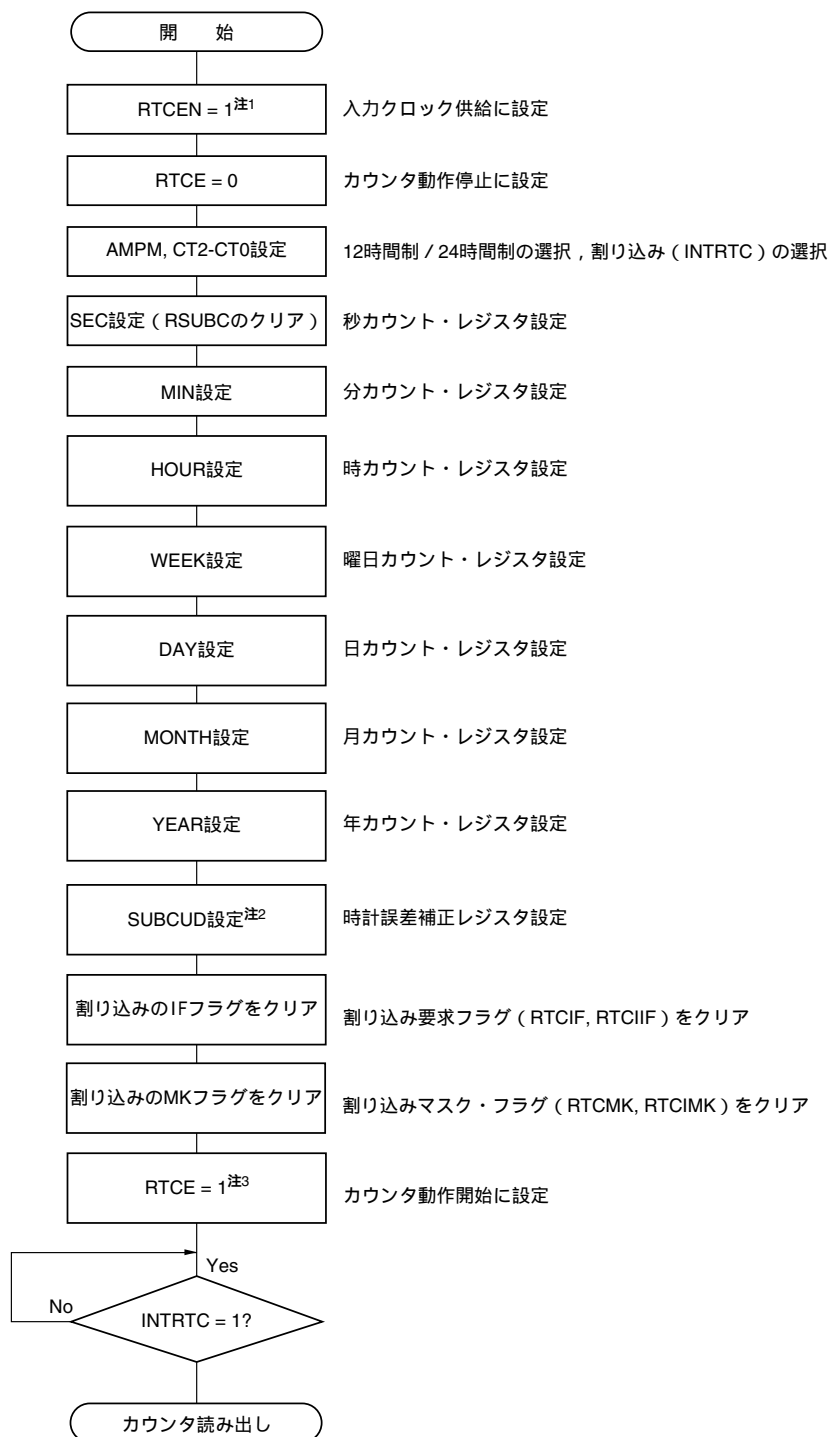 開　　始
RTCEN = 1注1　入力クロック供給に設定
RTCE = 0　カウンタ動作停止に設定
AMPM, CT2-CT0設定　12時間制 / 24時間制の選択，割り込み（INTRTC）の選択
SEC設定（RSUBCのクリア）　秒カウント・レジスタ設定
MIN設定　分カウント・レジスタ設定
HOUR設定　時カウント・レジスタ設定
WEEK設定　曜日カウント・レジスタ設定
DAY設定　日カウント・レジスタ設定
MONTH設定　月カウント・レジスタ設定
YEAR設定　年カウント・レジスタ設定
SUBCUD設定注2　時計誤差補正レジスタ設定
割り込みのIFフラグをクリア　割り込み要求フラグ（RTCIF, RTCIIF）をクリア
割り込みのMKフラグをクリア　割り込みマスク・フラグ（RTCMK, RTCIMK）をクリア
RTCE = 1注3　カウンタ動作開始に設定
Yes
No
INTRTC = 1?
カウンタ読み出し